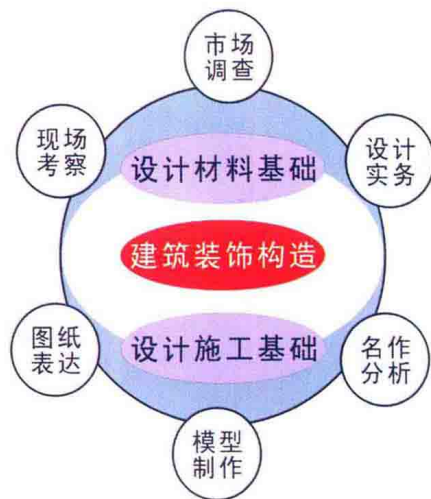 市场
调查
现场
考察
设计
实务
设计材料基础
建筑装饰构造
设计施工基础
图纸
表达
名作
分析
模型
制作